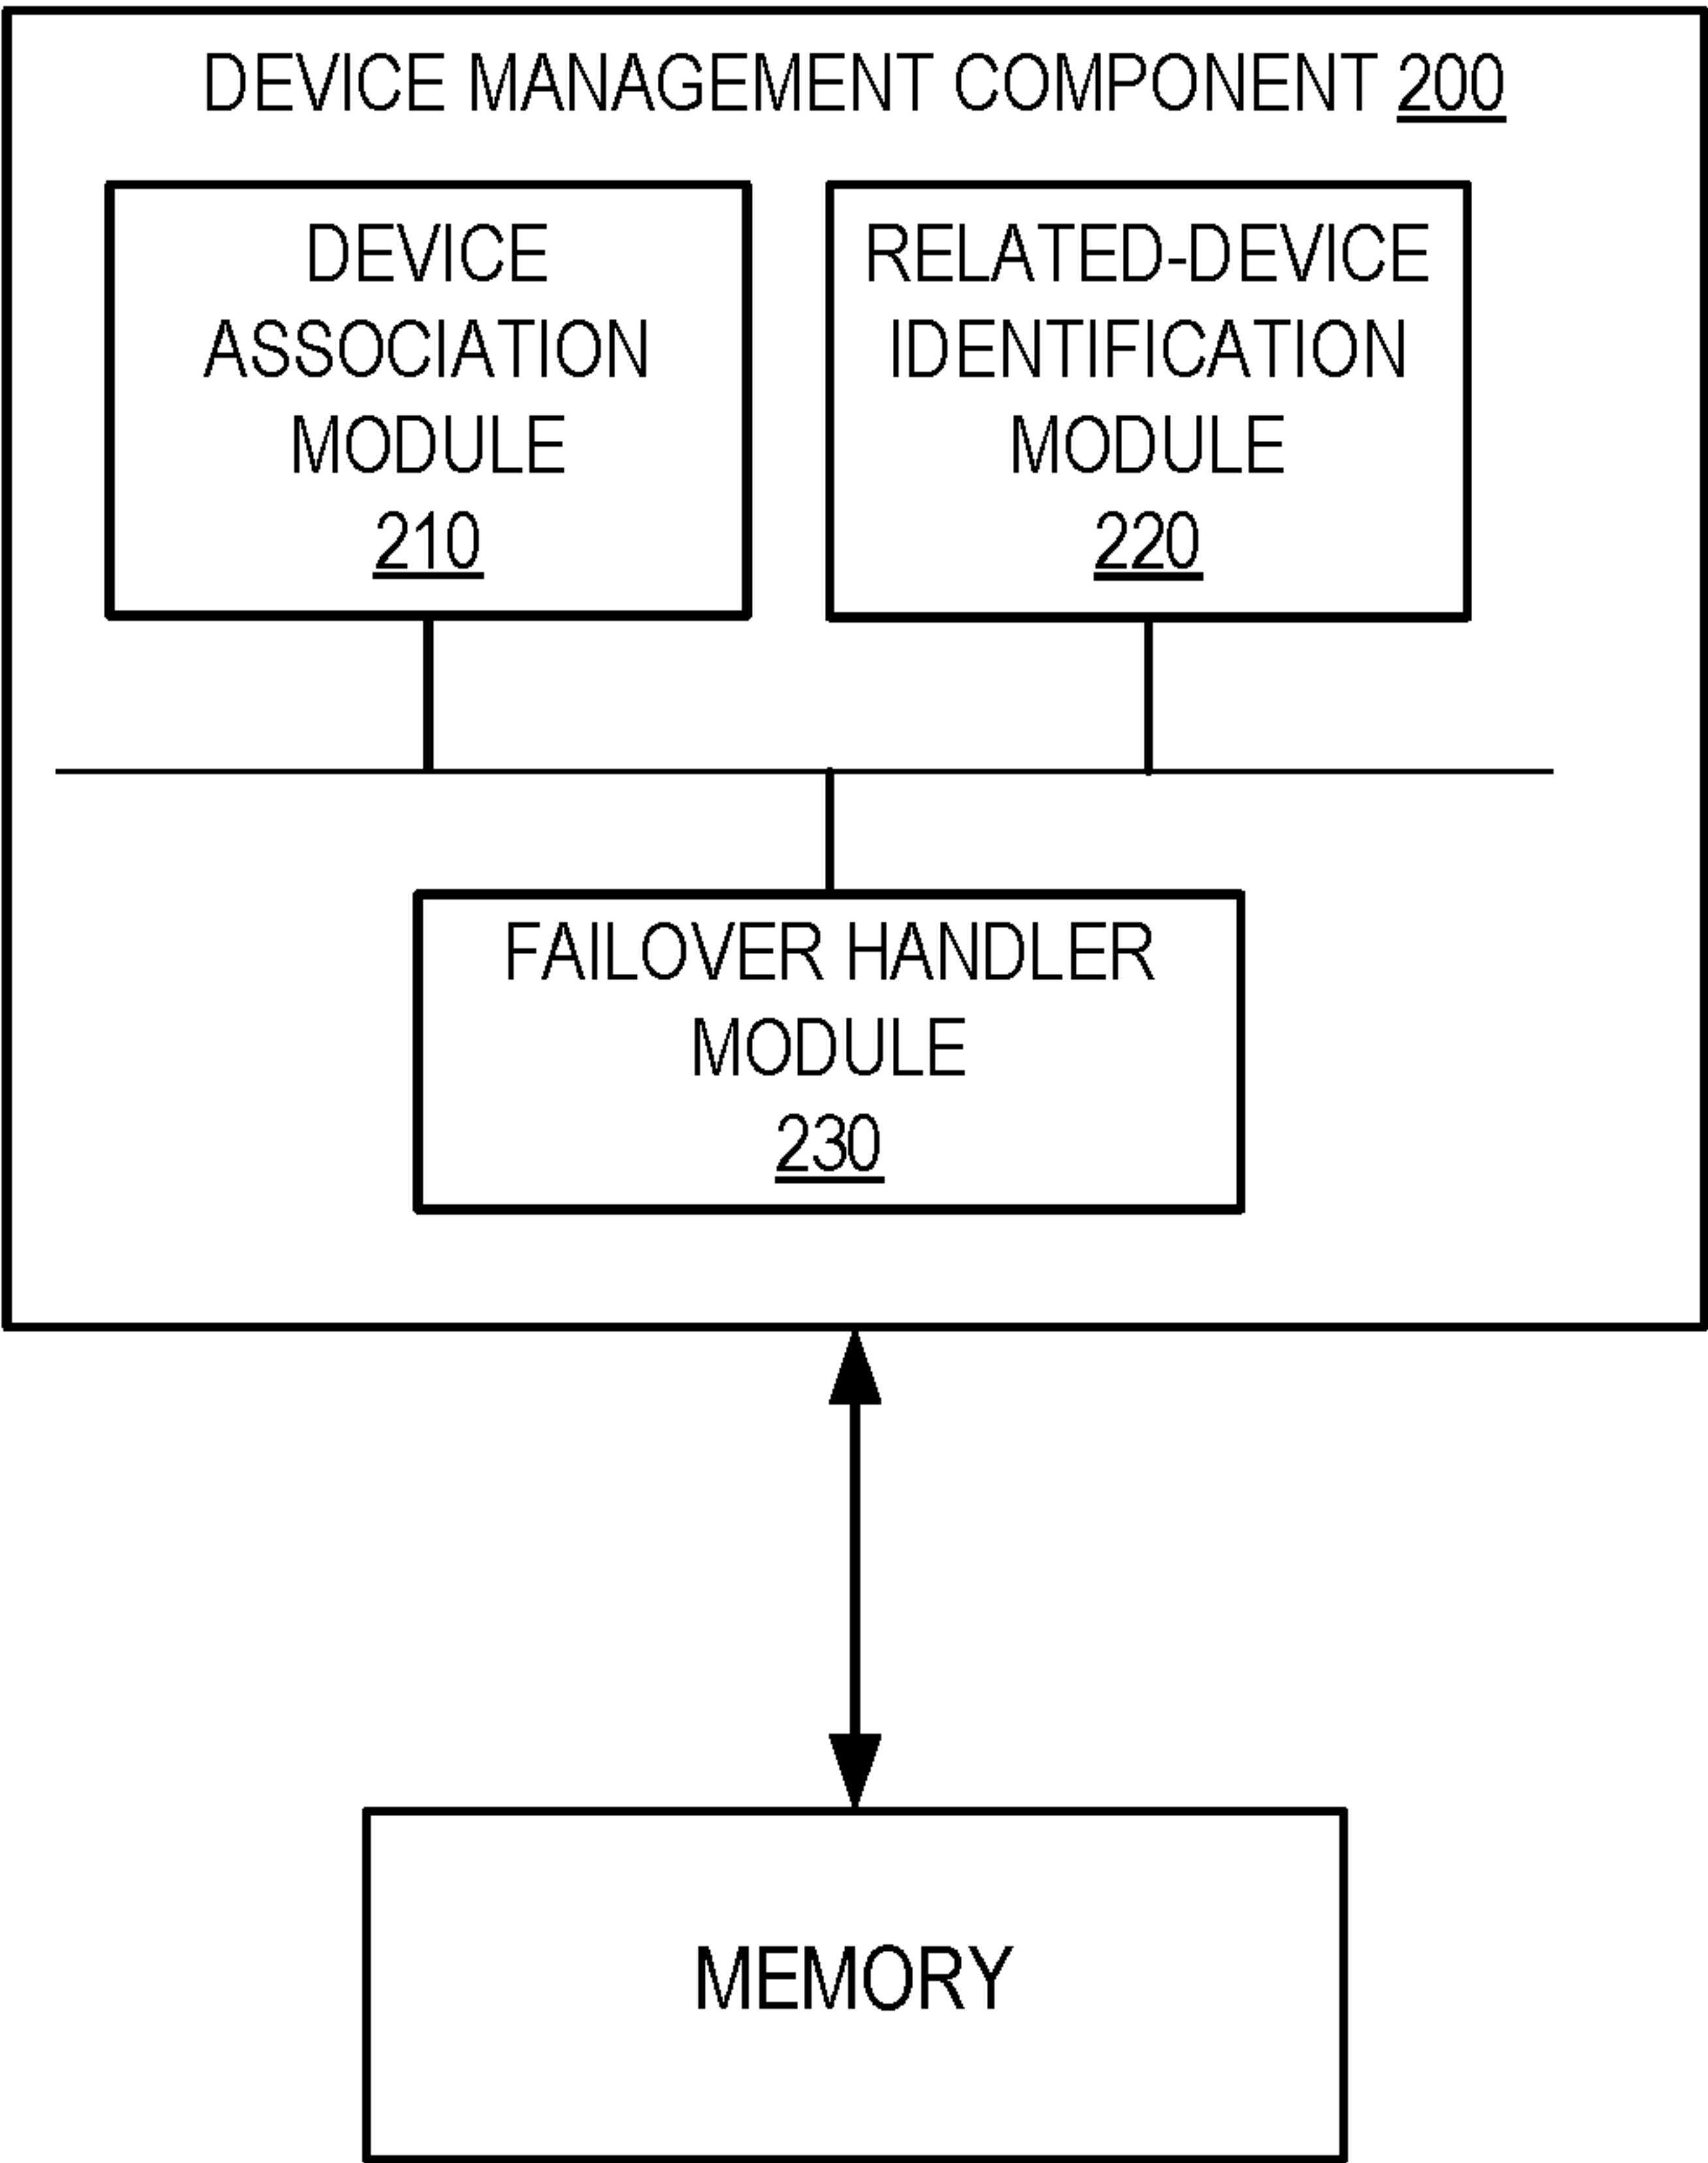 DEVICE MANAGEMENT COMPONENT 200
DEVICE
ASSOCIATION
MODULE
210
RELATED-DEVICE
IDENTIFICATION
MODULE
220
FAILOVER HANDLER
MODULE
230
MEMORY